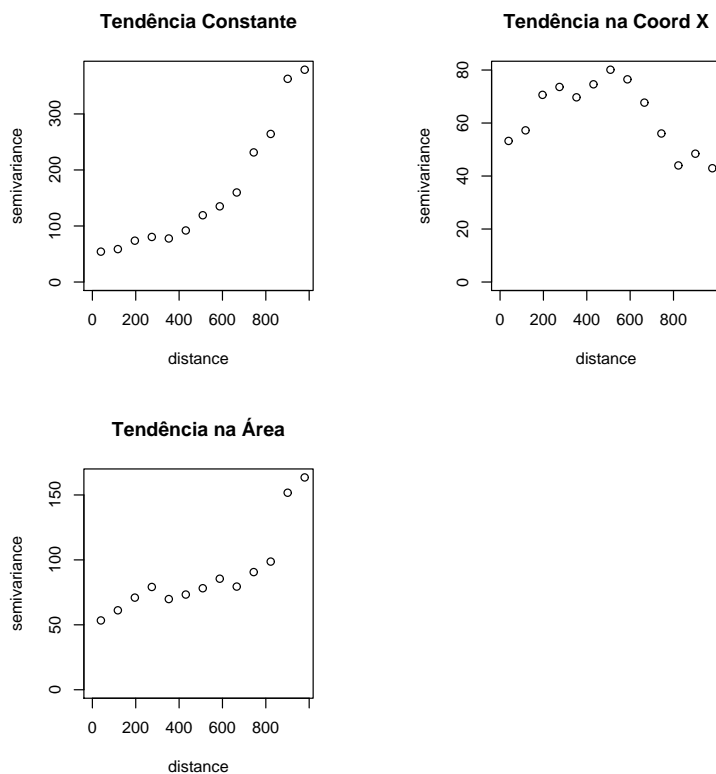 Tendência Constante
semivariance
0 100 200 300
0 200 400 600 800
distance
Tendência na Coord X
semivariance
0 20 40 60 80
0 200 400 600 800
distance
Tendência na Área
semivariance
0 50 100 150
0 200 400 600 800
distance